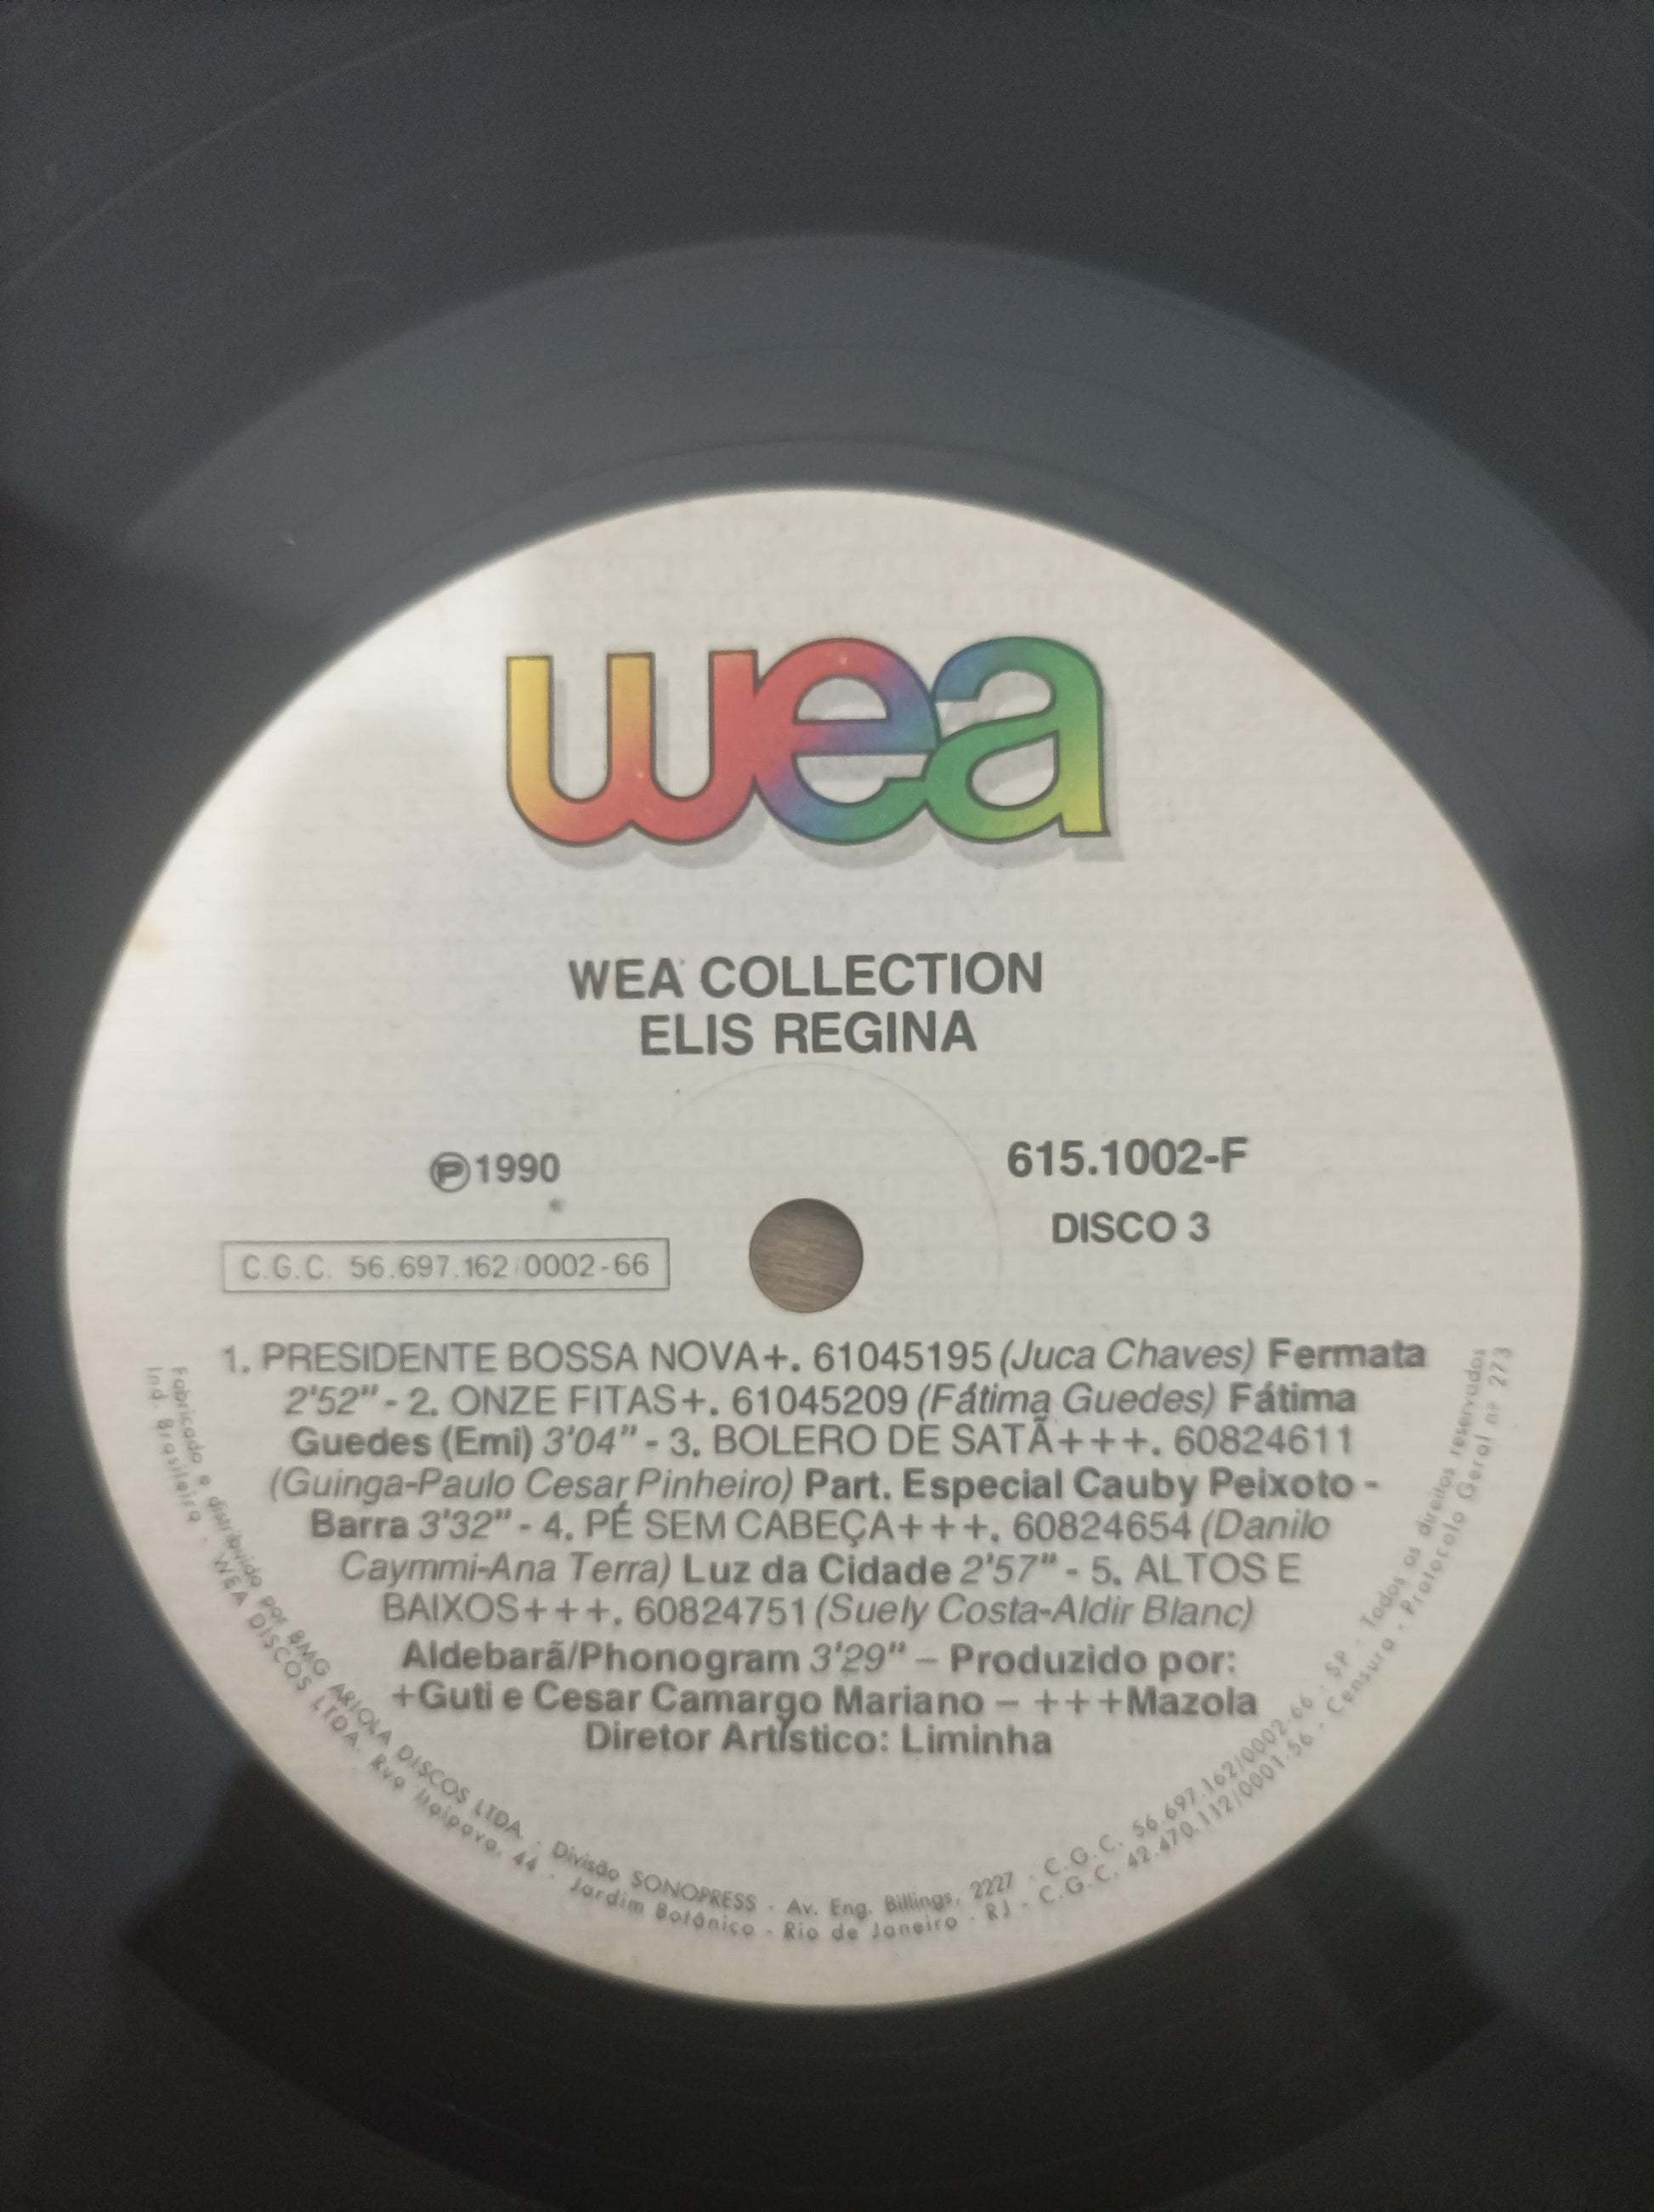 wea
WEA COLLECTION
ELIS REGINA
Ⓟ1990
615.1002-F
DISCO 3
C.G.C. 56.697.162/0002-66
1. PRESIDENTE BOSSA NOVA+. 61045195 (Juca Chaves) Fermata
2'52" - 2. ONZE FITAS+. 61045209 (Fátima Guedes) Fátima
Guedes (Emi) 3'04" - 3. BOLERO DE SATÃ+++. 60824611
(Guinga-Paulo Cesar Pinheiro) Part. Especial Cauby Peixoto -
Barra 3'32" - 4. PÉ SEM CABEÇA+++. 60824654 (Danilo
Caymmi-Ana Terra) Luz da Cidade 2'57" - 5. ALTOS E
BAIXOS+++. 60824751 (Suely Costa-Aldir Blanc)
Aldebarã/Phonogram 3'29" – Produzido por:
+Guti e Cesar Camargo Mariano – +++Mazola
Diretor Artístico: Liminha
Fabricado e distribuído por BMG ARIOLA DISCOS LTDA. - Divisão SONOPRESS - Av. Eng. Billings, 2227 - C.G.C. 56.697.162/0002-66 - SP - Todos os direitos reservados
Ind. Brasileira - WEA DISCOS LTDA. Rua Itaipava, 44 - Jardim Botânico - Rio de Janeiro - RJ - C.G.C. 42.470.112/0001-56 - Censura - Protocolo Geral nº 273